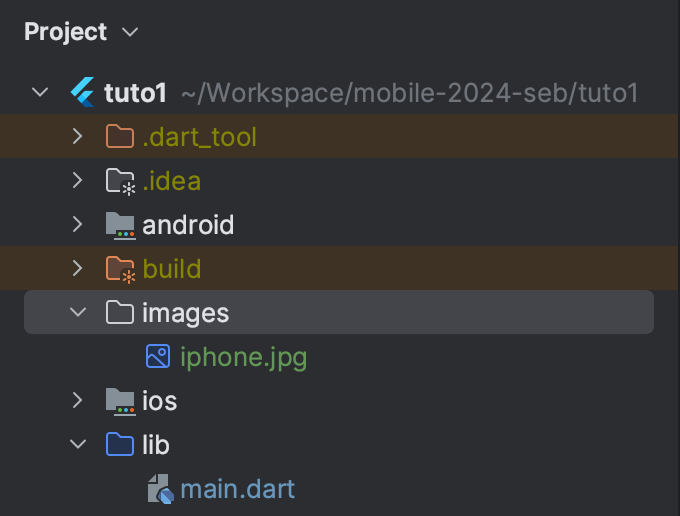 Project
tuto1 ~/Workspace/mobile-2024-seb/tuto1
.dart_tool
.idea
android
build
images
iphone.jpg
ios
lib
main.dart